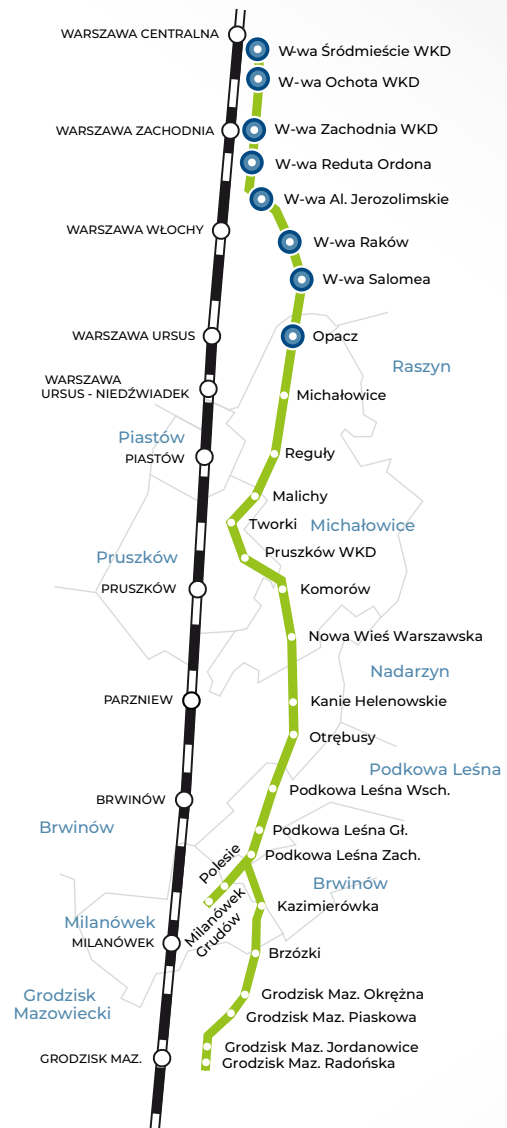 WARSZAWA CENTRALNA
W-wa Śródmieście WKD
W-wa Ochota WKD
WARSZAWA ZACHODNIA
W-wa Zachodnia WKD
W-wa Reduta Ordona
W-wa Al. Jerozolimskie
WARSZAWA WŁOCHY
W-wa Raków
W-wa Salomea
WARSZAWA URSUS
Opacz
Raszyn
WARSZAWA
URSUS - NIEDŹWIADEK
Michałowice
Piastów
PIASTÓW
Reguły
Malichy
Tworki
Michałowice
Pruszków WKD
Pruszków
PRUSZKÓW
Komorów
Nowa Wieś Warszawska
Nadarzyn
PARZNIEW
Kanie Helenowskie
Otrębusy
Podkowa Leśna
Podkowa Leśna Wsch.
BRWINÓW
Brwinów
Podkowa Leśna Gł.
Podkowa Leśna Zach.
Polesie
Brwinów
Kazimierówka
Milanówek
Grudów
Milanówek
MILANÓWEK
Brzózki
Grodzisk
Mazowiecki
Grodzisk Maz. Okrężna
Grodzisk Maz. Piaskowa
Grodzisk Maz. Jordanowice
GRODZISK MAZ.
Grodzisk Maz. Radońska